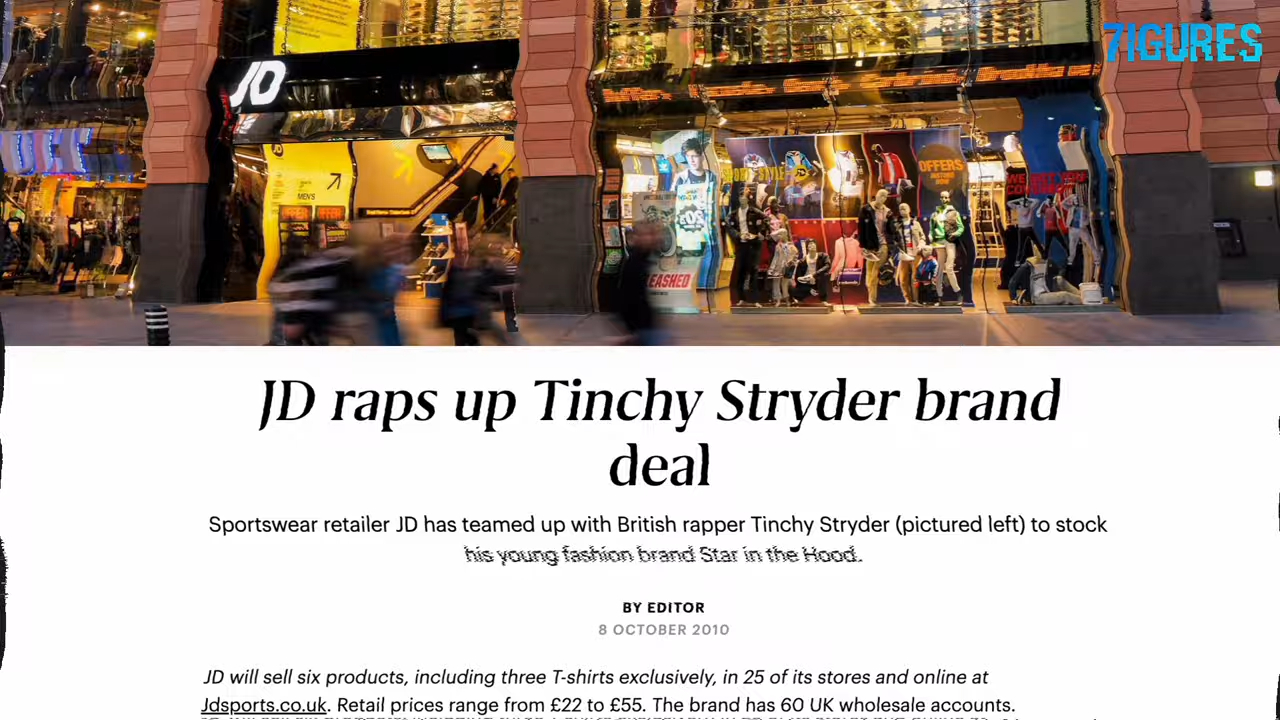 7IGURES
JD
MEN'S
OFFERS
OFFER OFFER
JD raps up Tinchy Stryder brand
deal
Sportswear retailer JD has teamed up with British rapper Tinchy Stryder (pictured left) to stock
his young fashion brand Star in the Hood.
BY EDITOR
8 OCTOBER 2010
JD will sell six products, including three T-shirts exclusively, in 25 of its stores and online at
Jdsports.co.uk. Retail prices range from £22 to £55. The brand has 60 UK wholesale accounts.